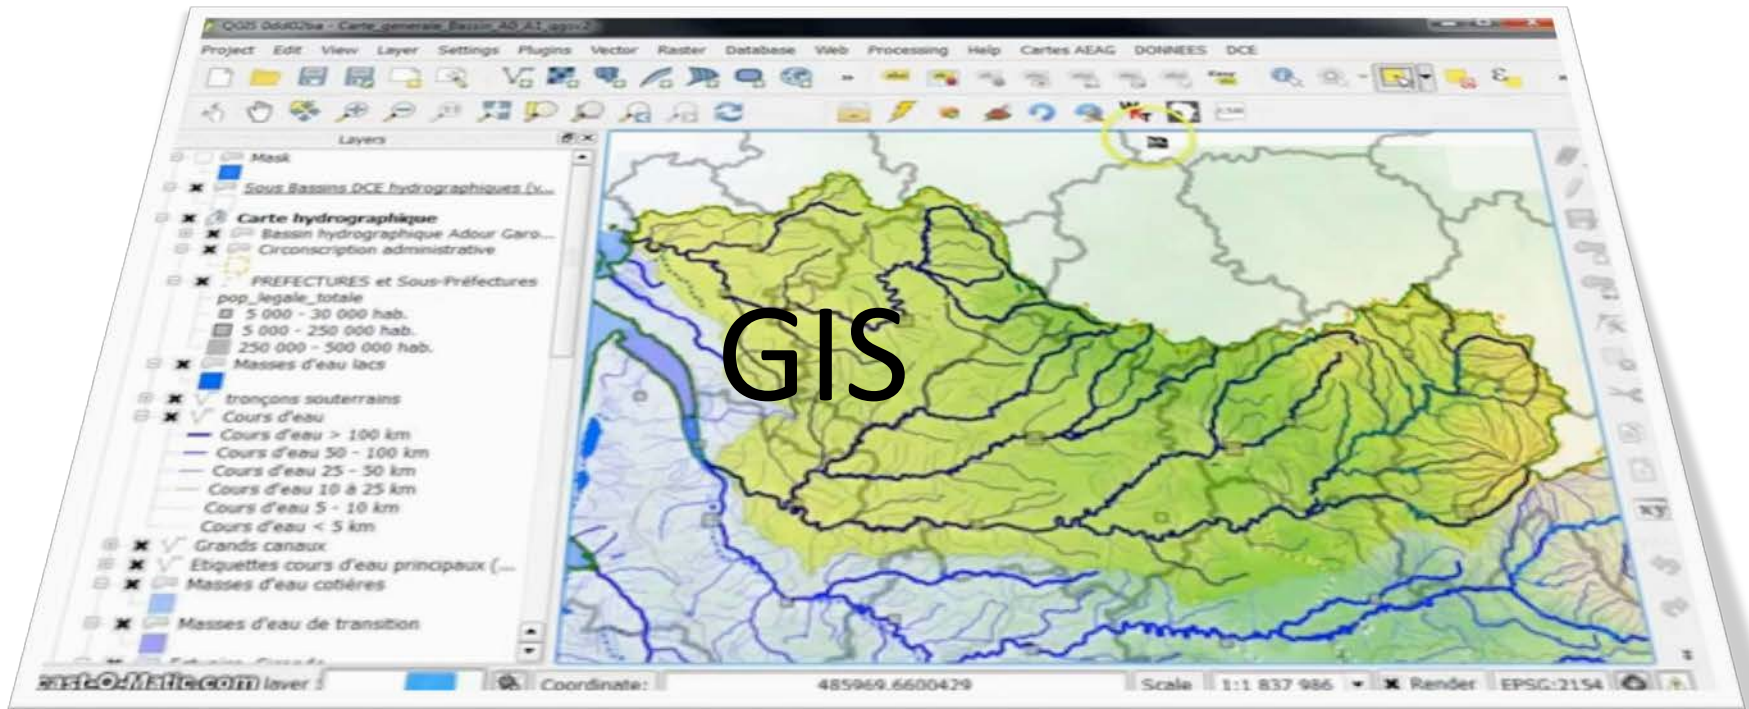 QGIS 0dd02ba - Carte_generale_Bassin_A0_A1_qgsv2
Project Edit View Layer Settings Plugins Vector Raster Database Web Processing Help Cartes AEAG DONNEES DCE
Layers
Mask
Sous Bassins DCE hydrographiques (v...
Carte hydrographique
Bassin hydrographique Adour Garo...
Circonscription administrative
PREFECTURES et Sous-Préfectures
pop_legale_totale
5 000 - 30 000 hab.
5 000 - 250 000 hab.
250 000 - 500 000 hab.
Masses d'eau lacs
tronçons souterrains
Cours d'eau
Cours d'eau > 100 km
Cours d'eau 50 - 100 km
Cours d'eau 25 - 50 km
Cours d'eau 10 à 25 km
Cours d'eau 5 - 10 km
Cours d'eau < 5 km
Grands canaux
Etiquettes cours d'eau principaux (...
Masses d'eau cotières
Masses d'eau de transition
GIS
layer
Coordinate: 485969.6600429 Scale 1:1 837 986 Render EPSG:2154